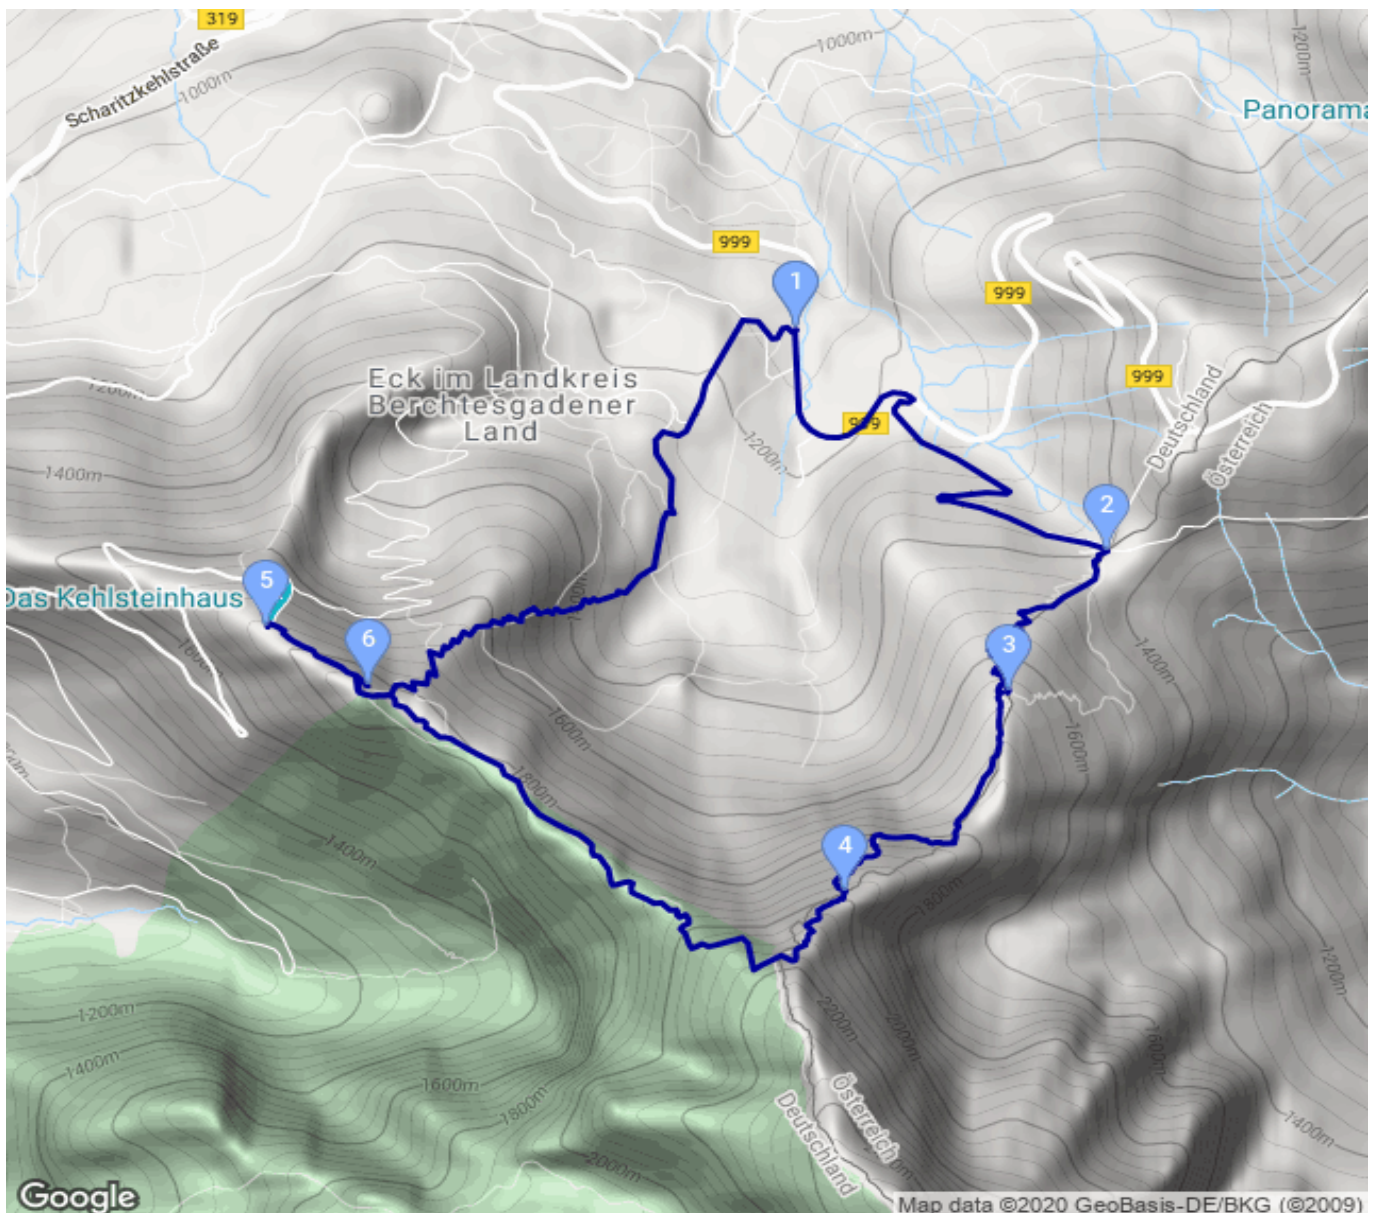 319
Scharitzkehlstraße
1000m
1000m
1200m
Panorama
999
1
999
Eck im Landkreis
Berchtesgadener
Land
1200m
999
Deutschland
Österreich
1200m
1400m
2
5
Das Kehlsteinhaus
6
3
1400m
1600m
1600m
1800m
1400m
4
1800m
1200m
1200m
1400m
1600m
1800m
2000m
2200m
2000m
1600m
1400m
Österreich
Deutschland
Google
Map data ©2020 GeoBasis-DE/BKG (©2009)